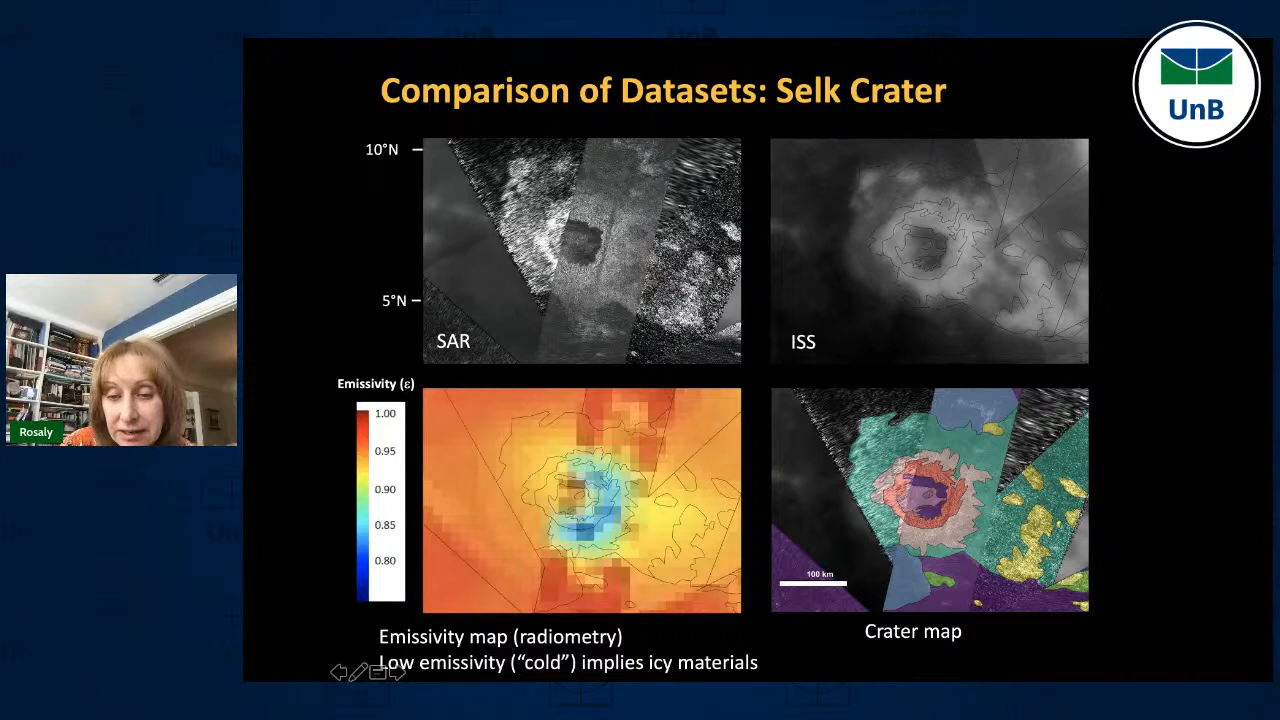 Comparison of Datasets: Selk Crater
UnB
10°N
5°N
SAR
ISS
Emissivity (ε)
1.00
0.95
0.90
0.85
0.80
100 km
Rosaly
Emissivity map (radiometry)
Low emissivity (“cold”) implies icy materials
Crater map